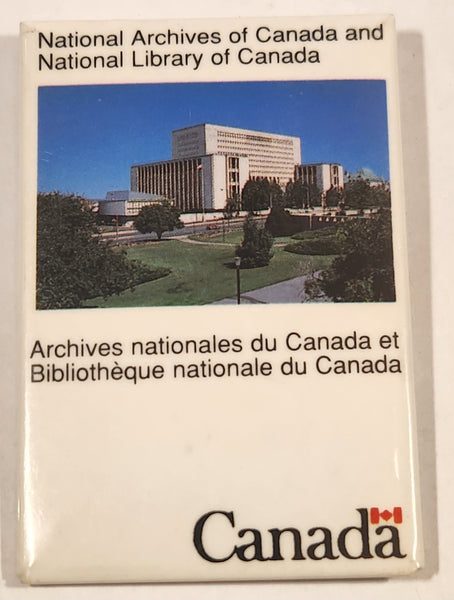 National Archives of Canada and
National Library of Canada
Archives nationales du Canada et
Bibliothèque nationale du Canada
Canada